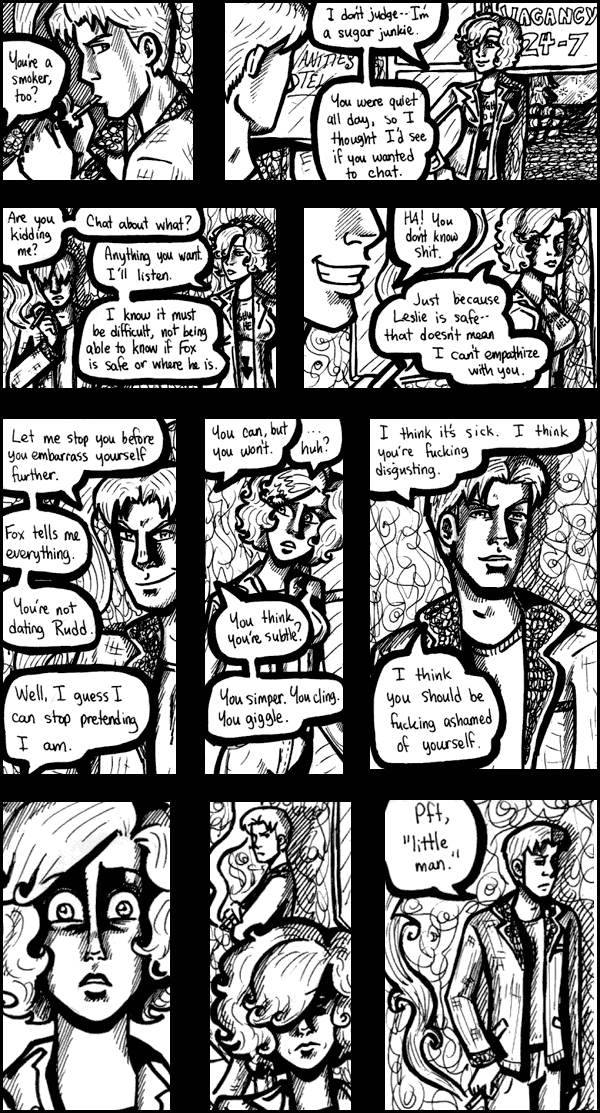 You're a
smoker,
too?
I don't judge--I'm
a sugar junkie.
You were quiet
all day, so I
thought I'd see
if you wanted
to chat.
VACANCY
24-7
Are you
kidding
me?
Chat about what?
Anything you want.
I'll listen.
I know it must
be difficult, not being
able to know if Fox
is safe or where he is.
HA! You
don't know
shit.
Just because
Leslie is safe--
that doesn't mean
I can't empathize
with you.
Let me stop you before
you embarrass yourself
further.
Fox tells me
everything.
You're not
dating Rudd.
Well, I guess I
can stop pretending
I am.
You can, but
you won't.
...
huh?
You think
you're subtle?
You simper. You cling.
You giggle.
I think it's sick. I think
you're fucking
disgusting.
I think
you should be
fucking ashamed
of yourself.
Pft,
"little
man."